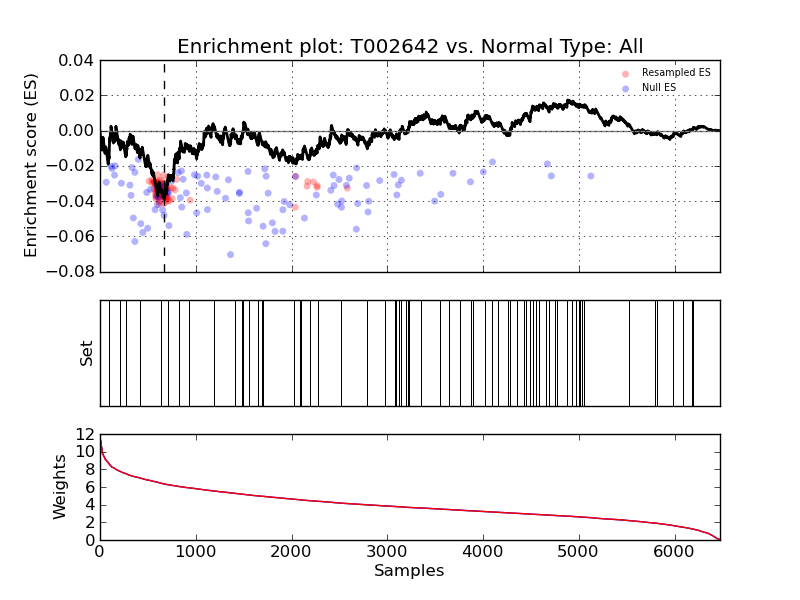 Enrichment plot: T002642 vs. Normal Type: All
0.04
0.02
0.00
−0.02
−0.04
−0.06
−0.08
Enrichment score (ES)
Resampled ES
Null ES
Set
12
10
8
6
4
2
0
Weights
0 1000 2000 3000 4000 5000 6000
Samples